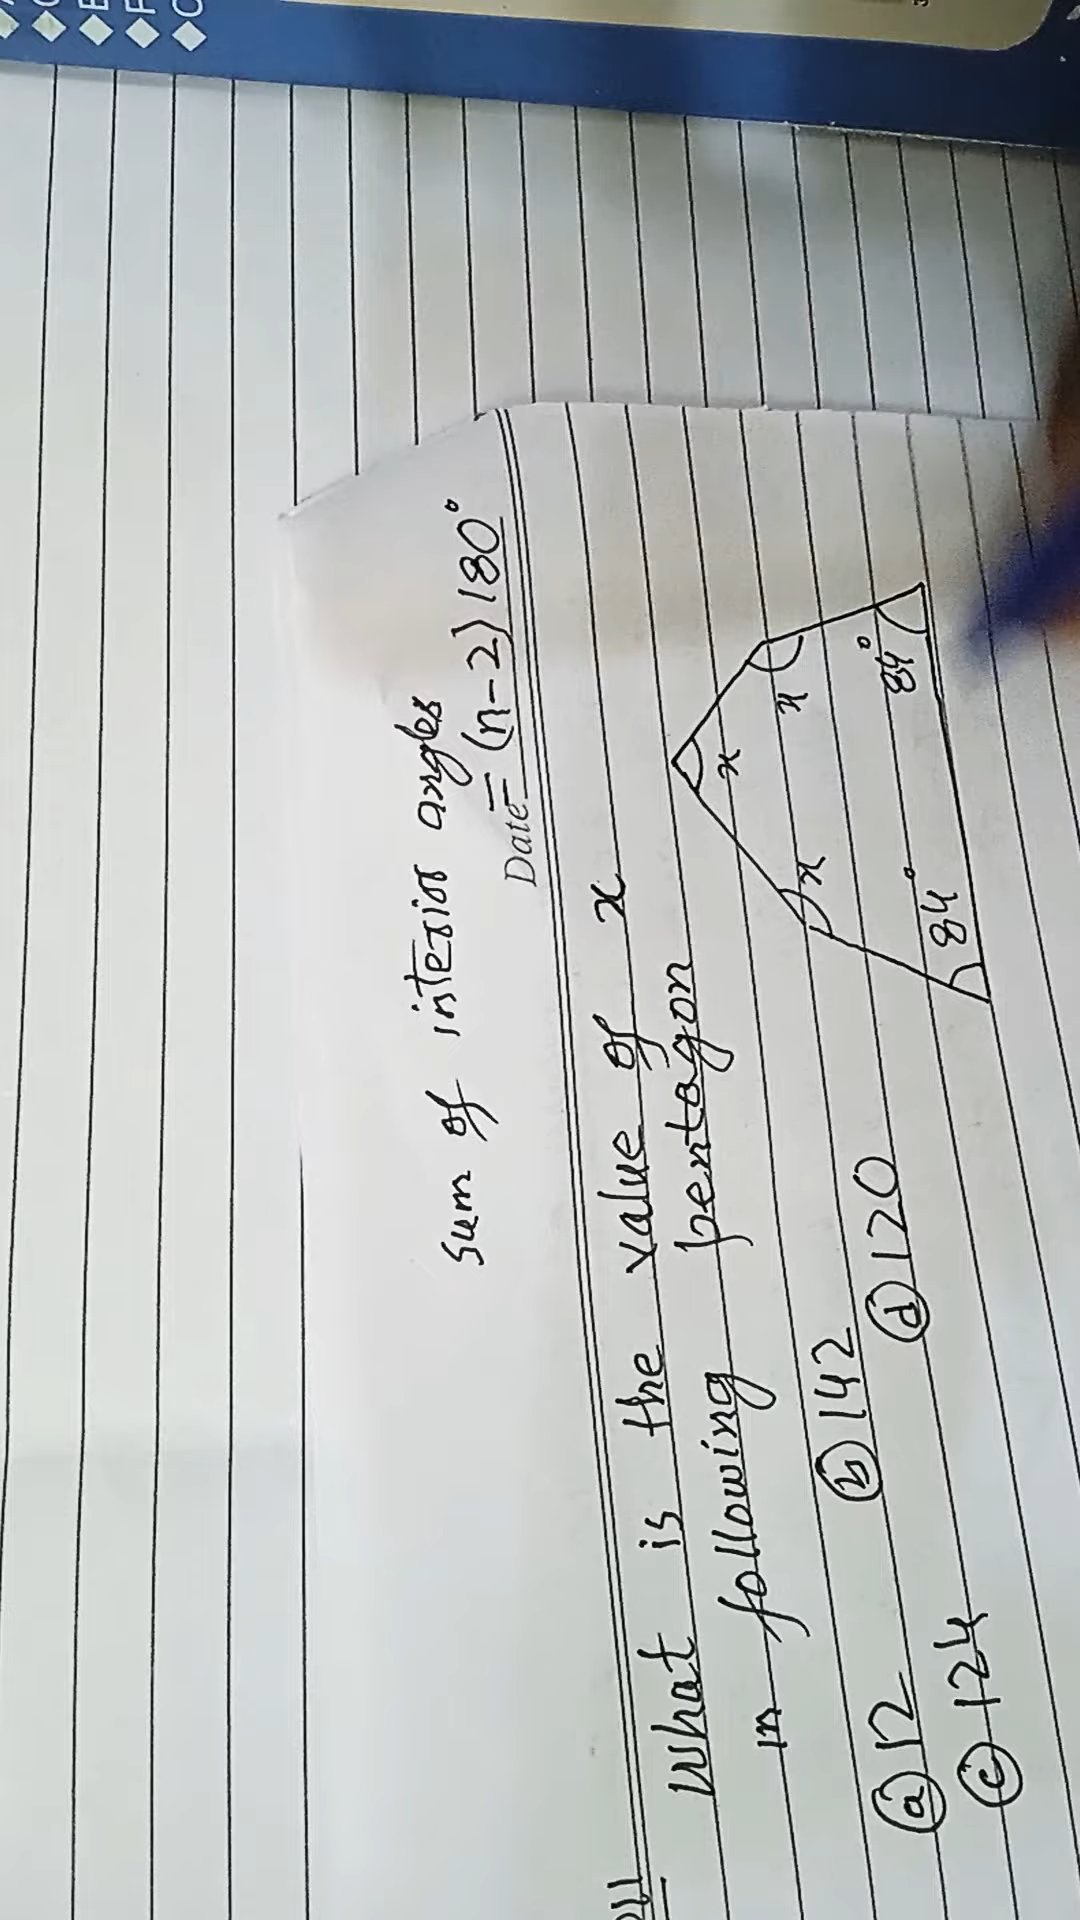 sum of interior angles
= (n-2) 180°
Date
What is the value of x
in following pentagon
(a) 12 (b) 142
(c) 124 (d) 120
x
x
x
84°
84°